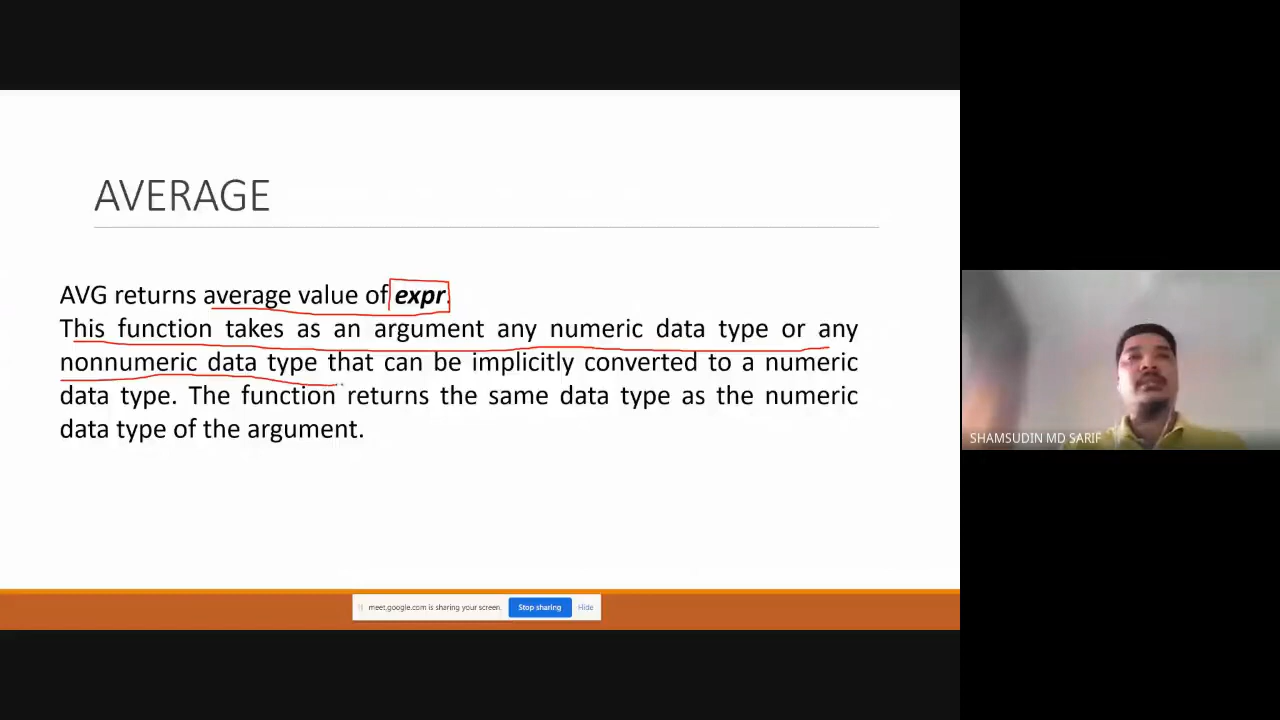 AVERAGE
AVG returns average value of expr.
This function takes as an argument any numeric data type or any
nonnumeric data type that can be implicitly converted to a numeric
data type. The function returns the same data type as the numeric
data type of the argument.
SHAMSUDIN MD SARIF
meet.google.com is sharing your screen. Stop sharing Hide